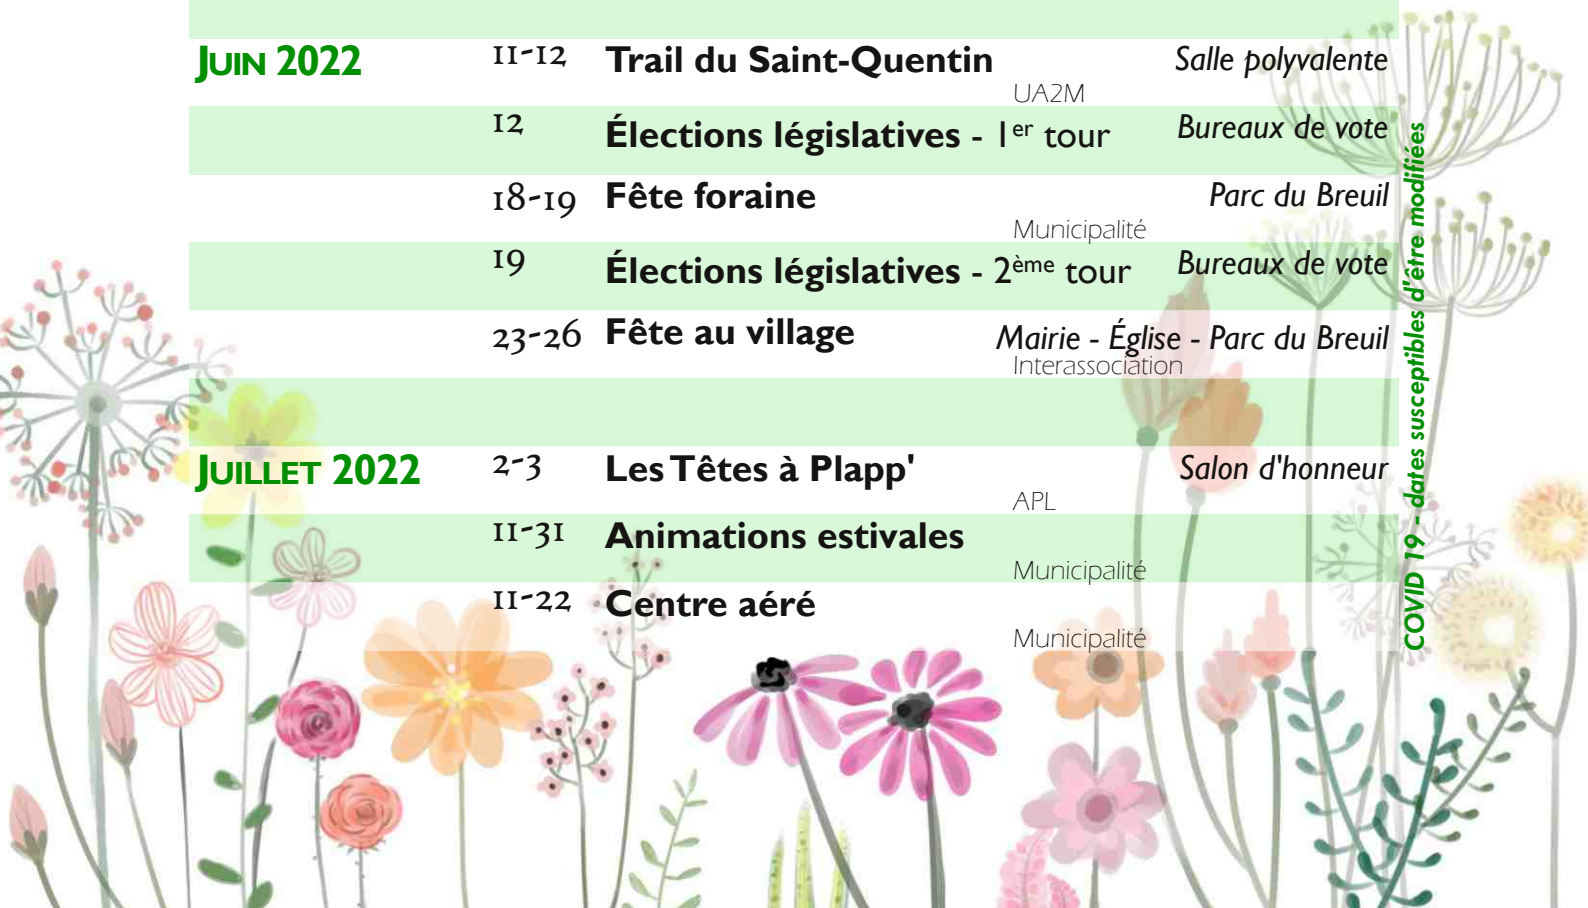 JUIN 2022 11-12 Trail du Saint-Quentin Salle polyvalente
UA2M
12 Élections législatives - 1er tour Bureaux de vote
18-19 Fête foraine Parc du Breuil
Municipalité
19 Élections législatives - 2ème tour Bureaux de vote
23-26 Fête au village Mairie - Église - Parc du Breuil
Interassociation
JUILLET 2022 2-3 Les Têtes à Plapp' Salon d'honneur
APL
11-31 Animations estivales
Municipalité
11-22 Centre aéré
Municipalité
COVID 19 - dates susceptibles d'être modifiées